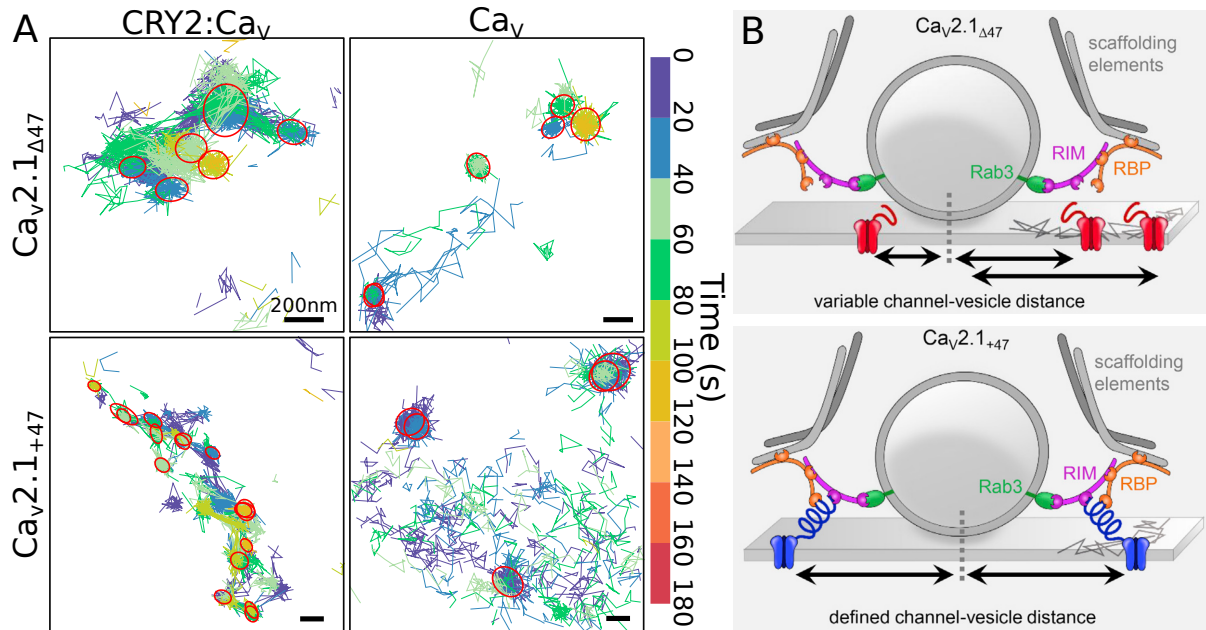 A
CRY2:CaV
CaV
CaV2.1Δ47
CaV2.1+47
200nm
0
20
40
60
80
100
120
140
160
180
Time (s)
B
CaV2.1Δ47
scaffolding
elements
Rab3
RIM
RBP
variable channel-vesicle distance
CaV2.1+47
scaffolding
elements
Rab3
RIM
RBP
defined channel-vesicle distance